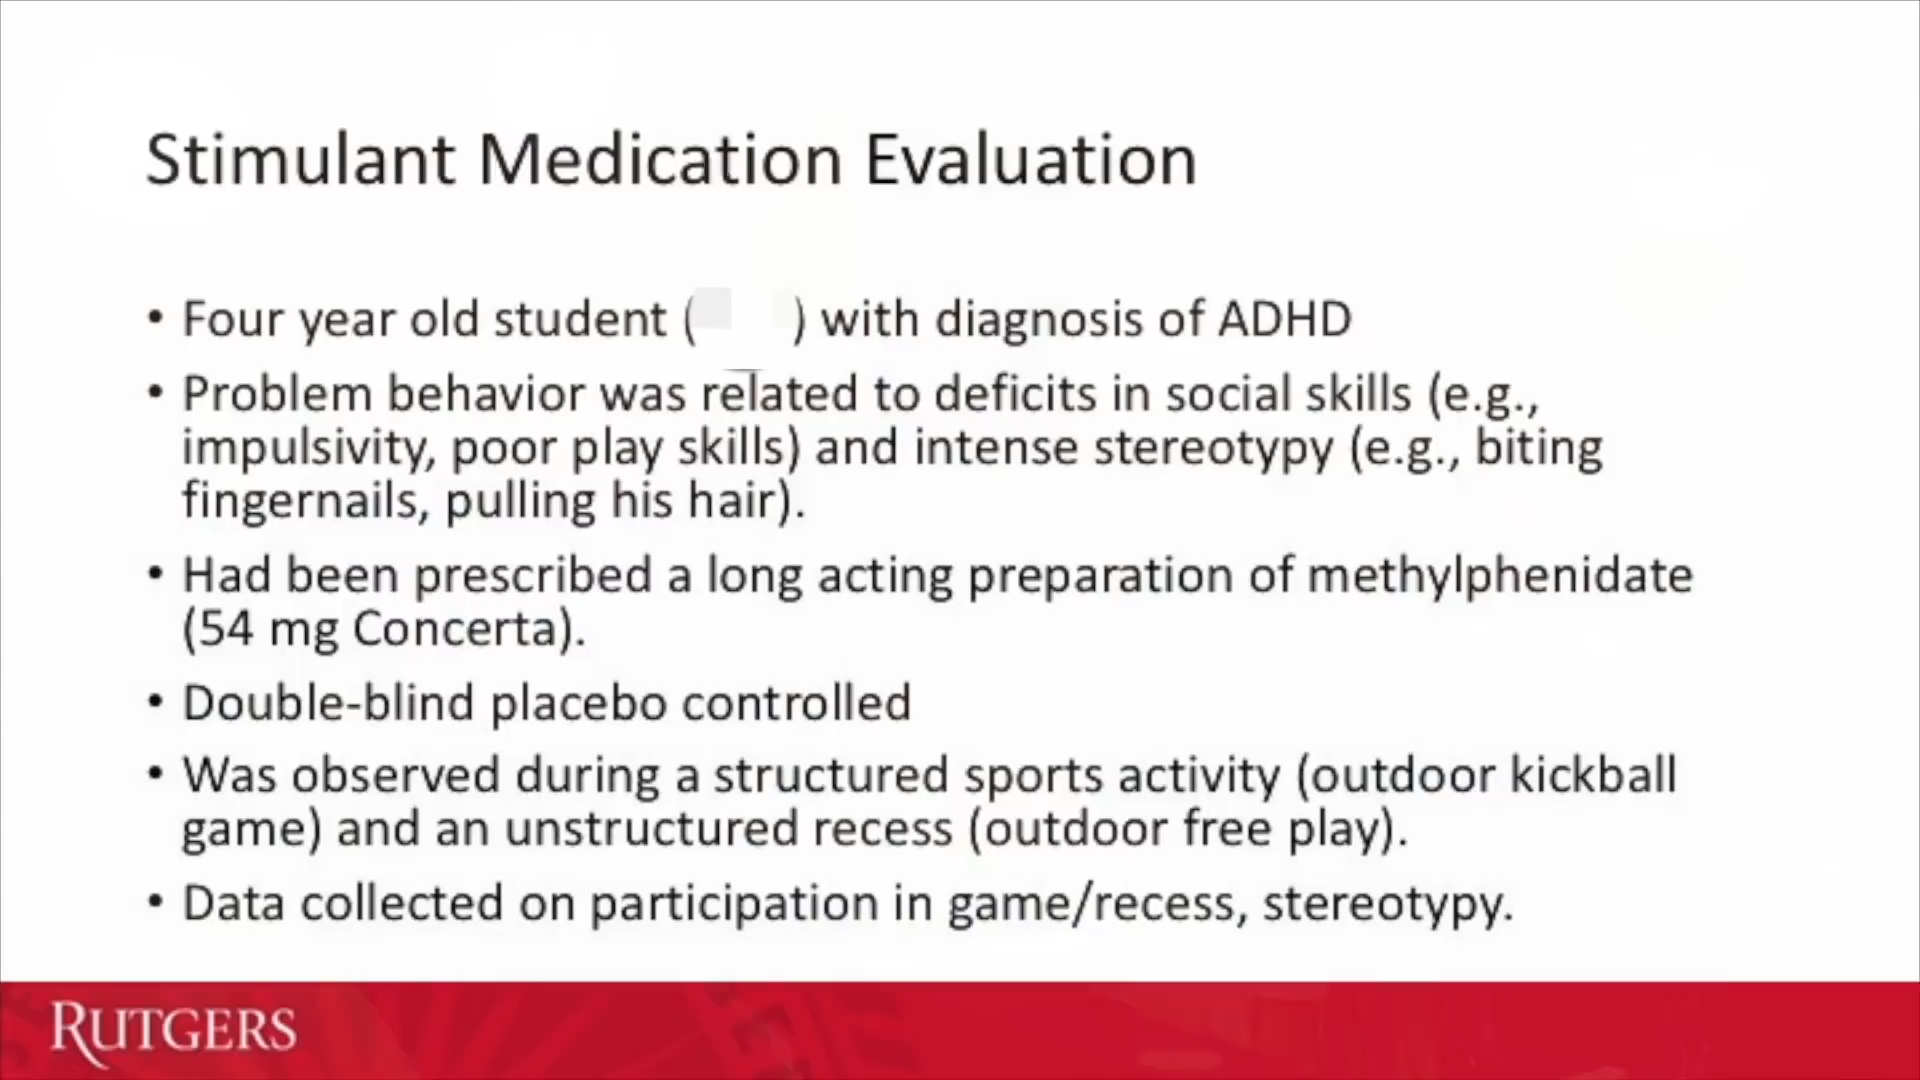 Stimulant Medication Evaluation
• Four year old student ( ) with diagnosis of ADHD
• Problem behavior was related to deficits in social skills (e.g.,
impulsivity, poor play skills) and intense stereotypy (e.g., biting
fingernails, pulling his hair).
• Had been prescribed a long acting preparation of methylphenidate
(54 mg Concerta).
• Double-blind placebo controlled
• Was observed during a structured sports activity (outdoor kickball
game) and an unstructured recess (outdoor free play).
• Data collected on participation in game/recess, stereotypy.
RUTGERS